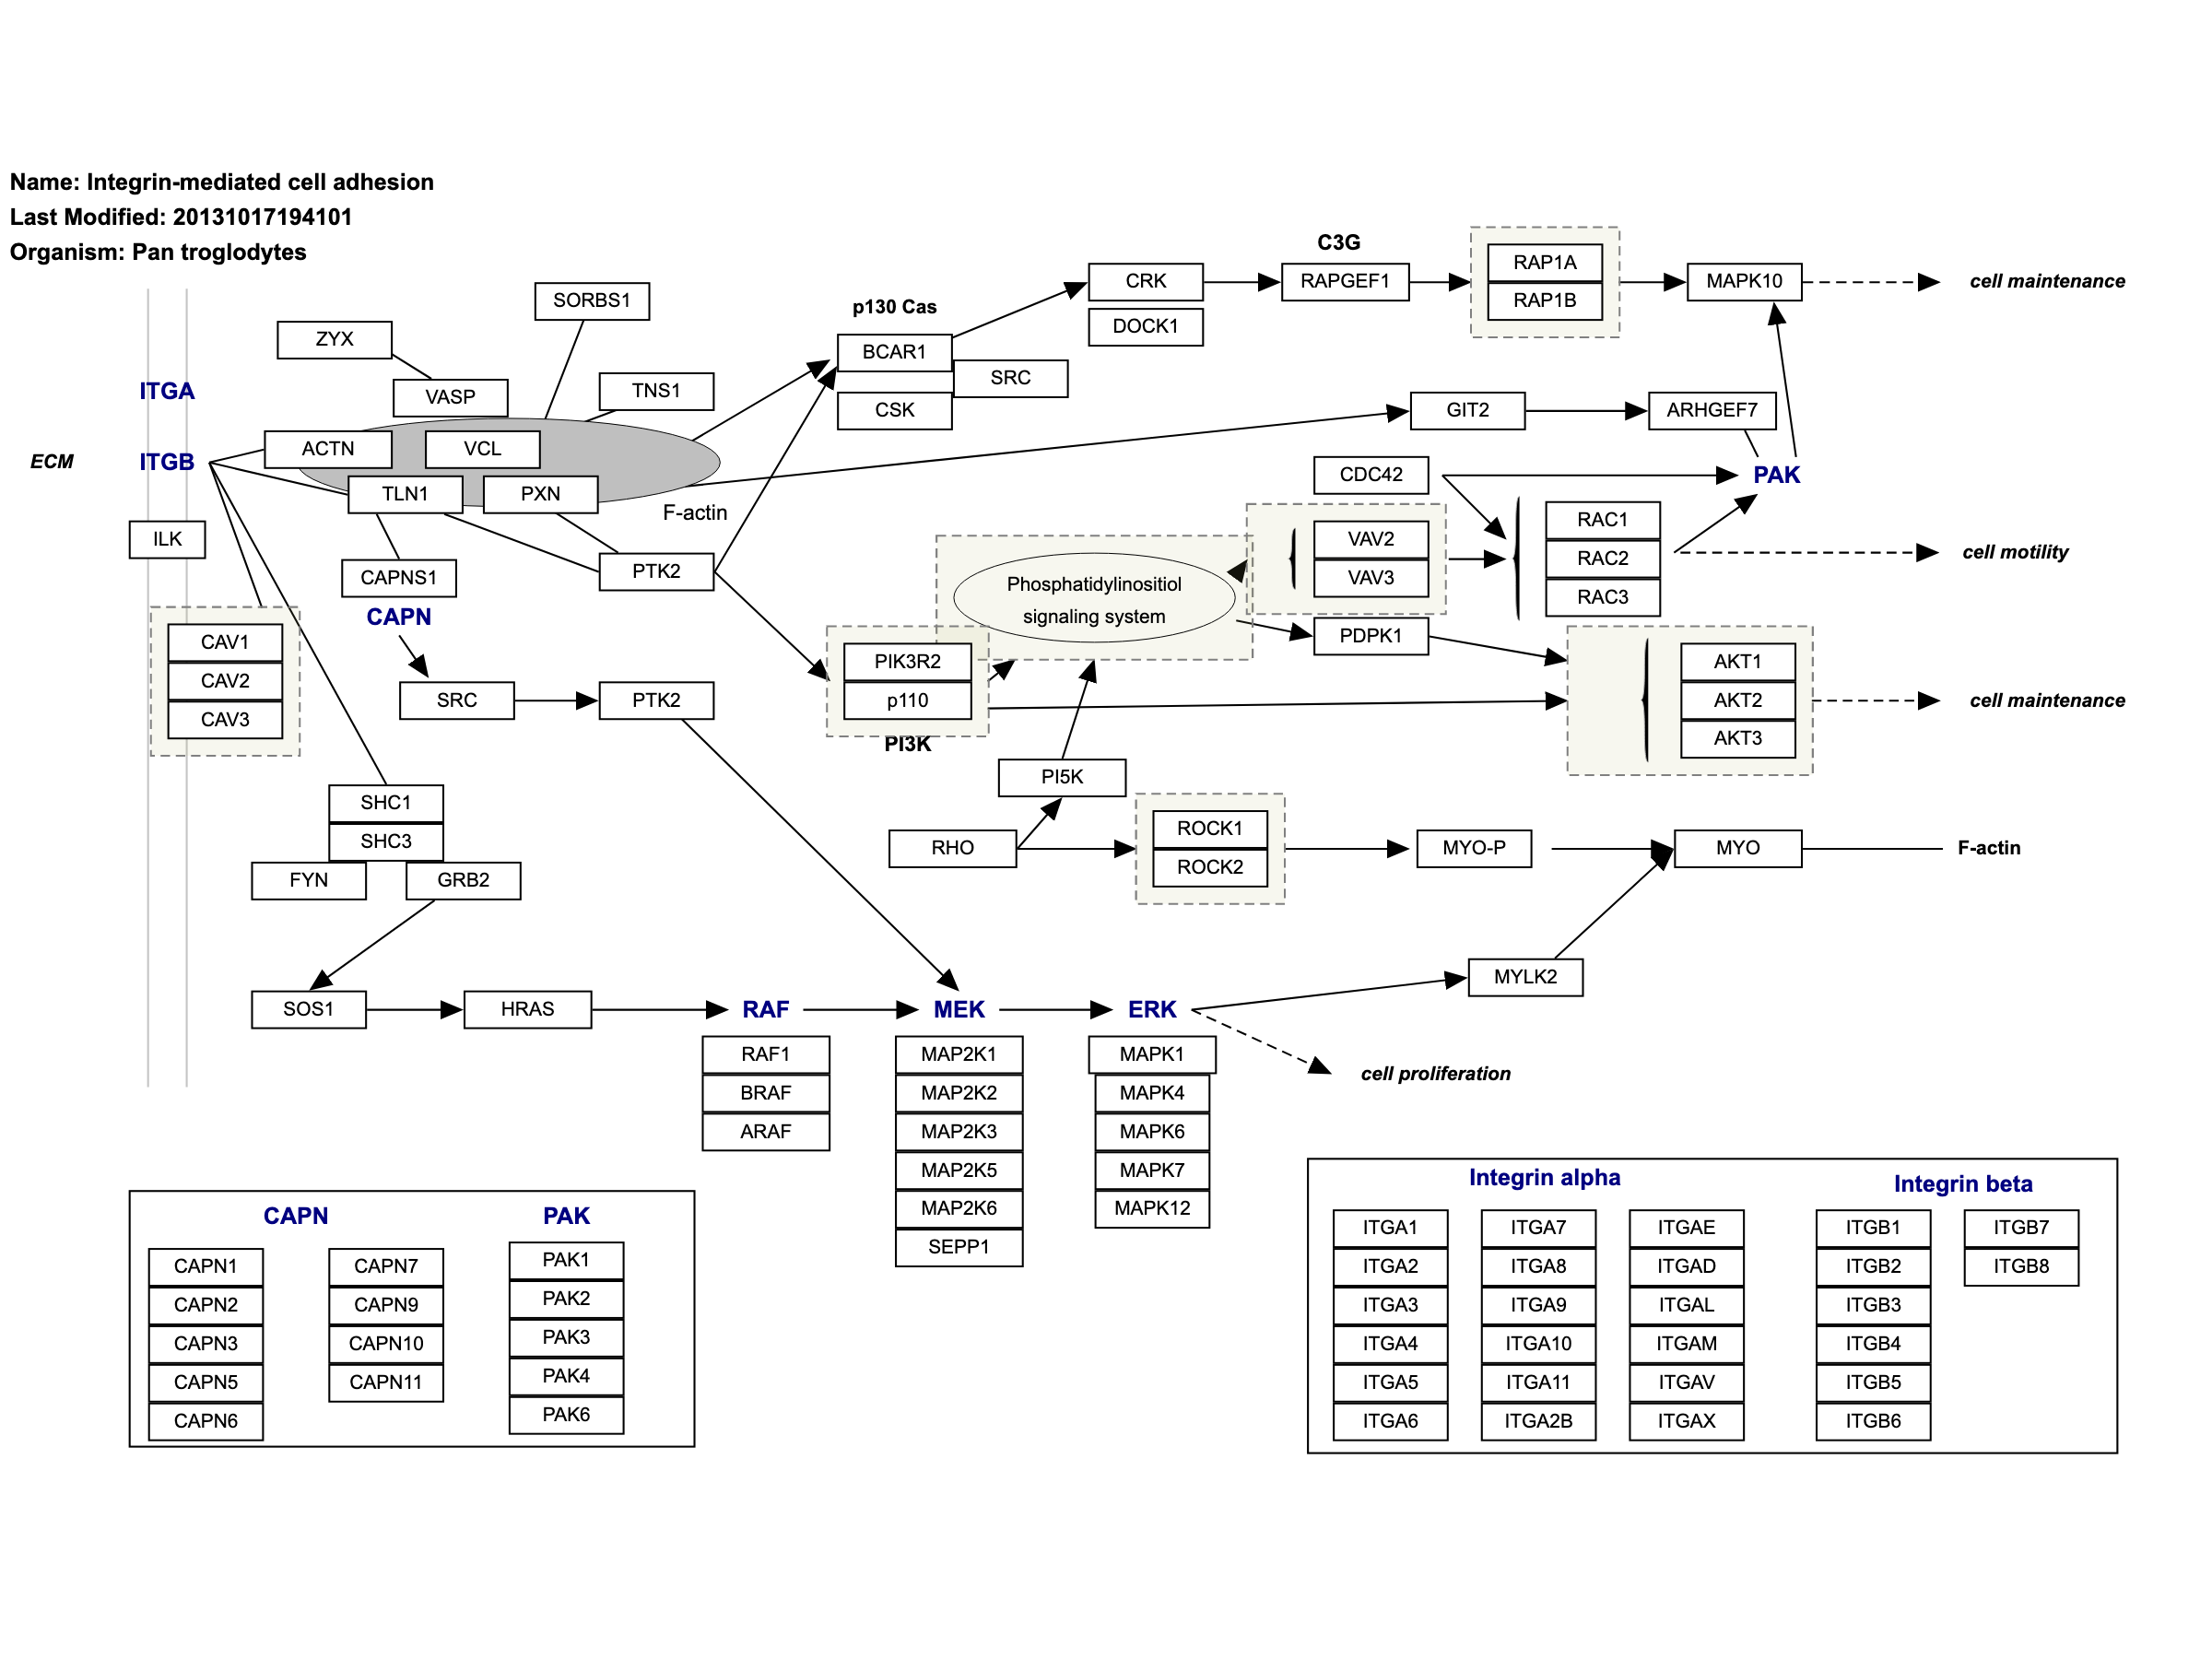 Name: Integrin-mediated cell adhesion
Last Modified: 20131017194101
Organism: Pan troglodytes
C3G
RAP1A
RAP1B
CRK
RAPGEF1
MAPK10
cell maintenance
DOCK1
SORBS1
ZYX
VASP
TNS1
p130 Cas
BCAR1
SRC
CSK
ITGA
ECM
ITGB
ACTN
VCL
TLN1
PXN
F-actin
GIT2
ARHGEF7
CDC42
PAK
ILK
CAPNS1
PTK2
CAPN
Phosphatidylinositiol
signaling system
VAV2
VAV3
RAC1
RAC2
RAC3
cell motility
PDPK1
CAV1
CAV2
CAV3
SRC
PTK2
PIK3R2
p110
PI3K
AKT1
AKT2
AKT3
cell maintenance
PI5K
SHC1
SHC3
FYN
GRB2
RHO
ROCK1
ROCK2
MYO-P
MYO
F-actin
MYLK2
SOS1
HRAS
RAF
MEK
ERK
cell proliferation
RAF1
BRAF
ARAF
MAP2K1
MAP2K2
MAP2K3
MAP2K5
MAP2K6
SEPP1
MAPK1
MAPK4
MAPK6
MAPK7
MAPK12
CAPN
CAPN1
CAPN2
CAPN3
CAPN5
CAPN6
CAPN7
CAPN9
CAPN10
CAPN11
PAK
PAK1
PAK2
PAK3
PAK4
PAK6
Integrin alpha
ITGA1
ITGA2
ITGA3
ITGA4
ITGA5
ITGA6
ITGA7
ITGA8
ITGA9
ITGA10
ITGA11
ITGA2B
ITGAE
ITGAD
ITGAL
ITGAM
ITGAV
ITGAX
Integrin beta
ITGB1
ITGB2
ITGB3
ITGB4
ITGB5
ITGB6
ITGB7
ITGB8